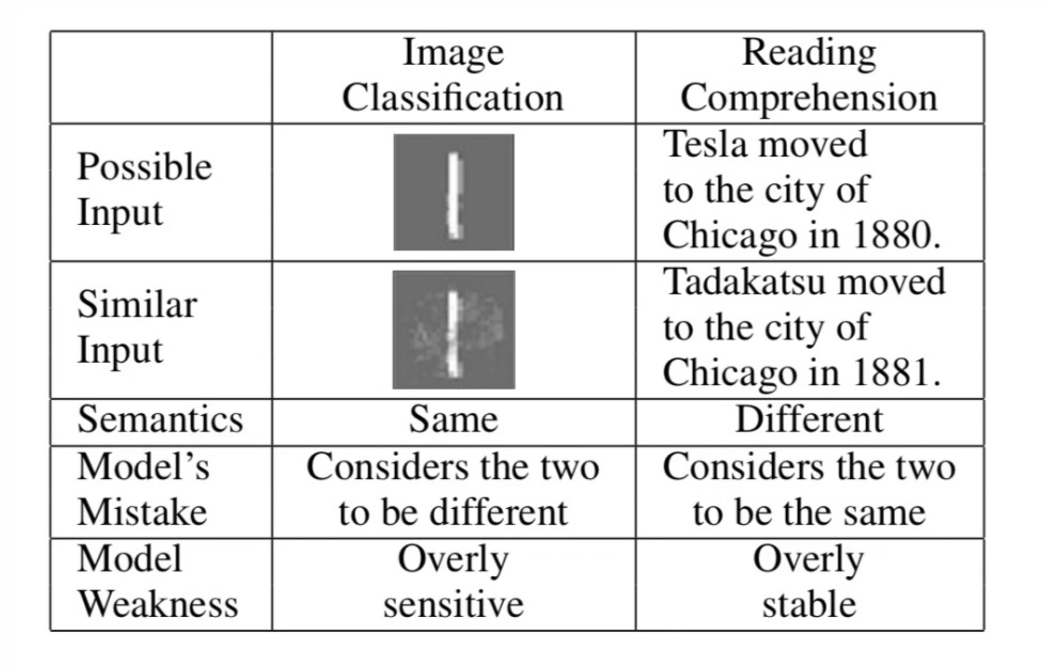 Image
Classification
Reading
Comprehension
Possible
Input
Tesla moved
to the city of
Chicago in 1880.
Similar
Input
Tadakatsu moved
to the city of
Chicago in 1881.
Semantics
Same
Different
Model's
Mistake
Considers the two
to be different
Considers the two
to be the same
Model
Weakness
Overly
sensitive
Overly
stable